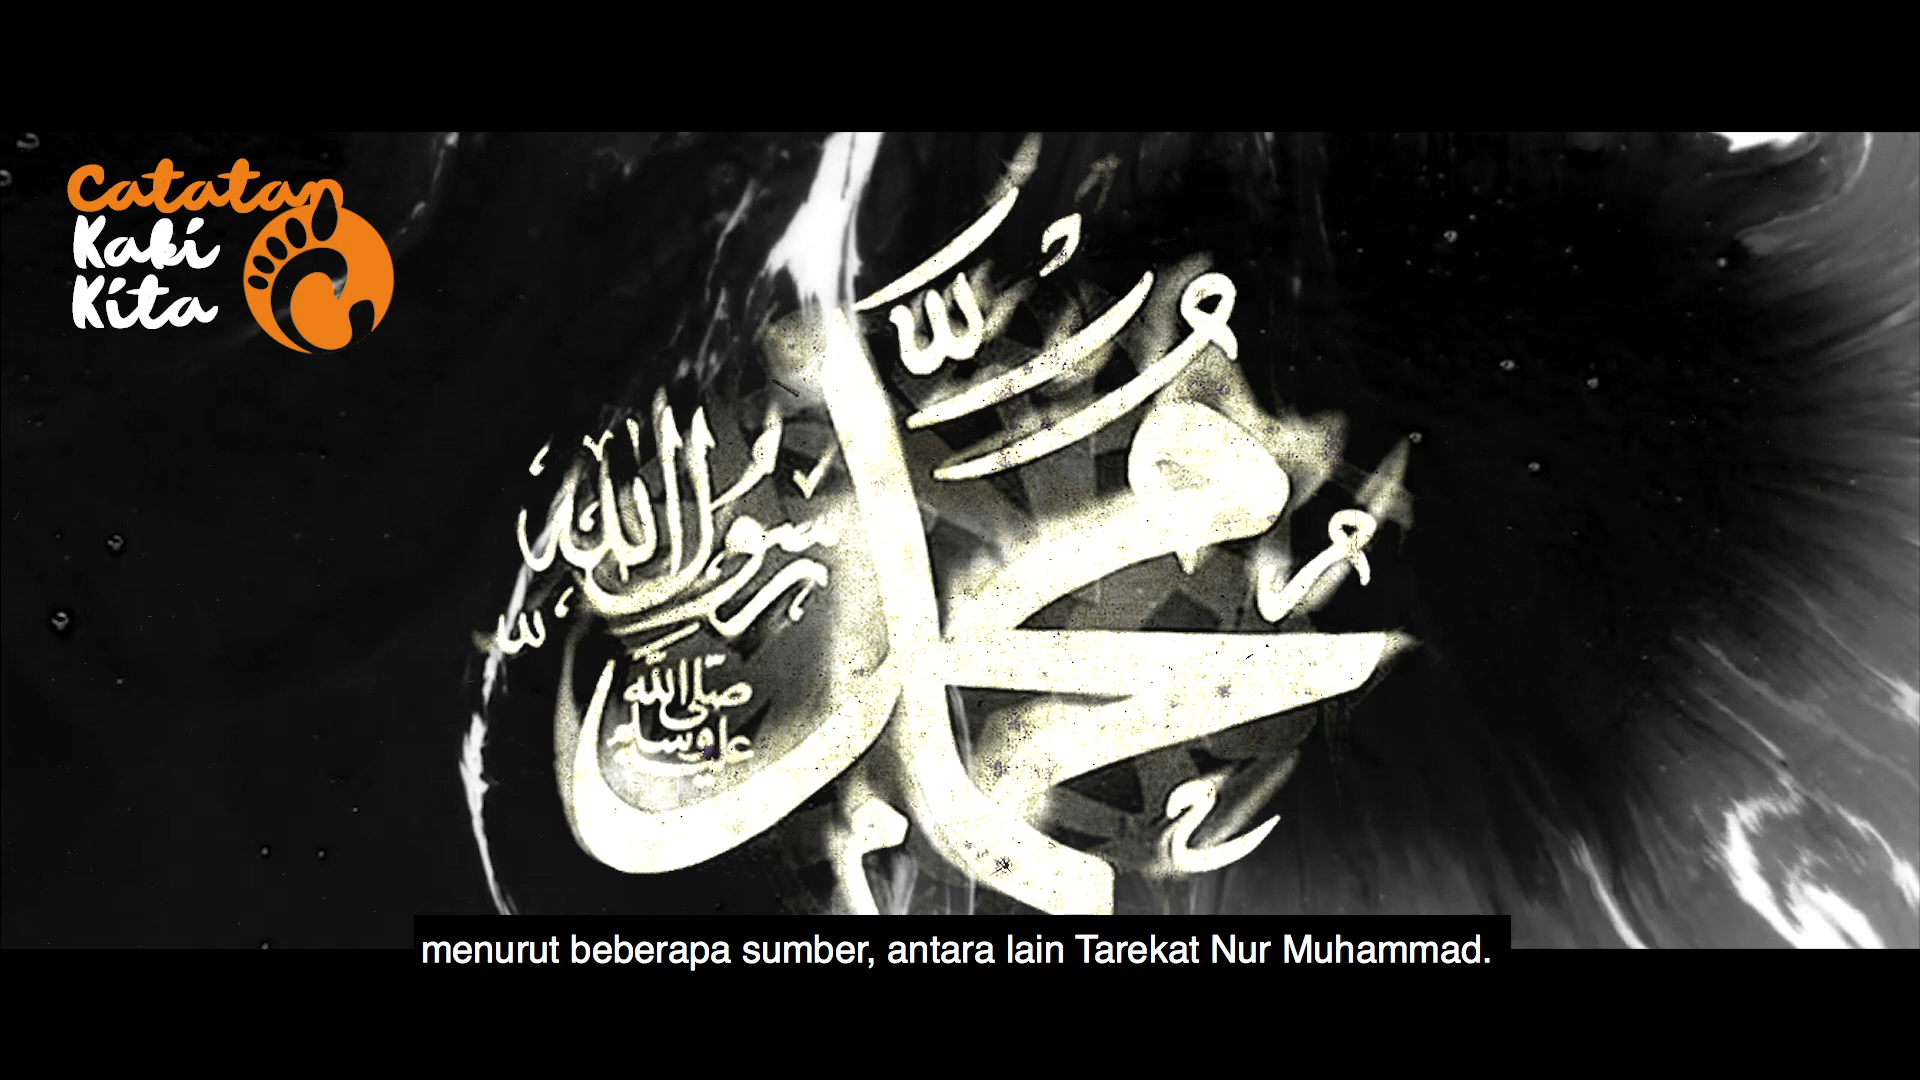 Catatan
Kaki
Kita
محمد
رسول الله
صلى الله
عليه وسلم
menurut beberapa sumber, antara lain Tarekat Nur Muhammad.